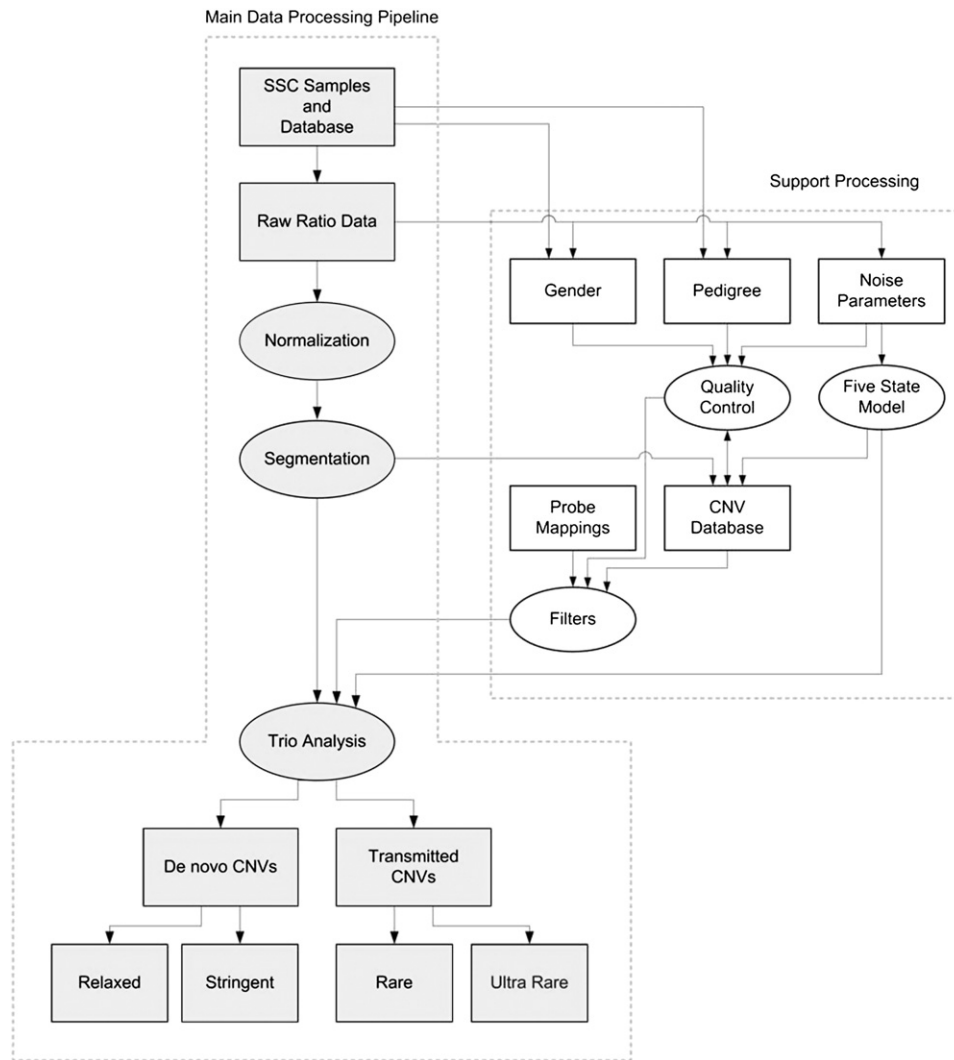 Main Data Processing Pipeline
SSC Samples
and
Database
Support Processing
Raw Ratio Data
Gender
Pedigree
Noise
Parameters
Normalization
Quality
Control
Five State
Model
Segmentation
Probe
Mappings
CNV
Database
Filters
Trio Analysis
De novo CNVs
Transmitted
CNVs
Relaxed
Stringent
Rare
Ultra Rare